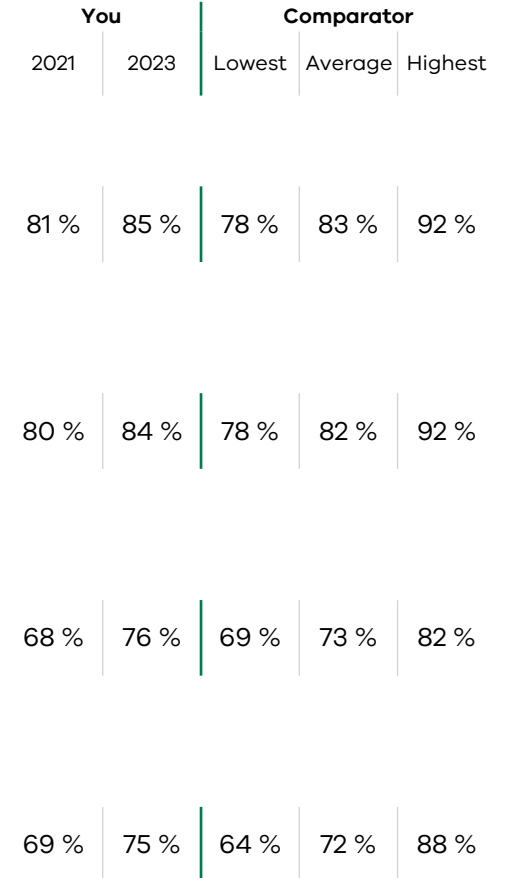 You Comparator
2021 2023 Lowest Average Highest
81 % 85 % 78 % 83 % 92 %
80 % 84 % 78 % 82 % 92 %
68 % 76 % 69 % 73 % 82 %
69 % 75 % 64 % 72 % 88 %